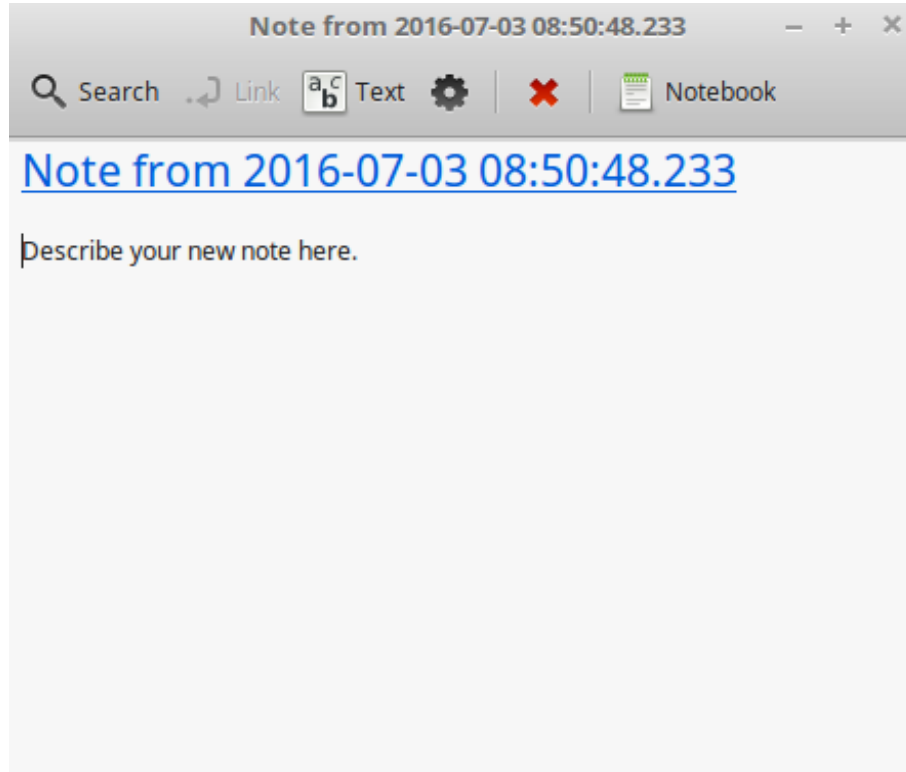 Note from 2016-07-03 08:50:48.233
Search Link abc Text Notebook
Note from 2016-07-03 08:50:48.233
Describe your new note here.